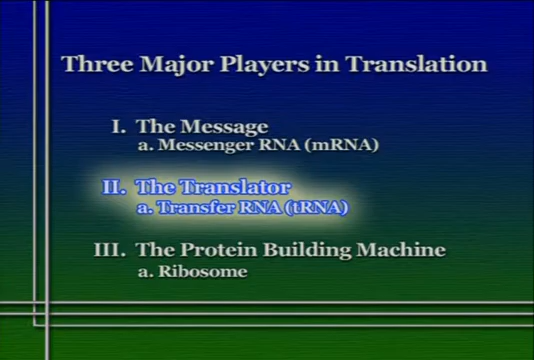 Three Major Players in Translation
I. The Message
a. Messenger RNA (mRNA)
II. The Translator
a. Transfer RNA (tRNA)
III. The Protein Building Machine
a. Ribosome